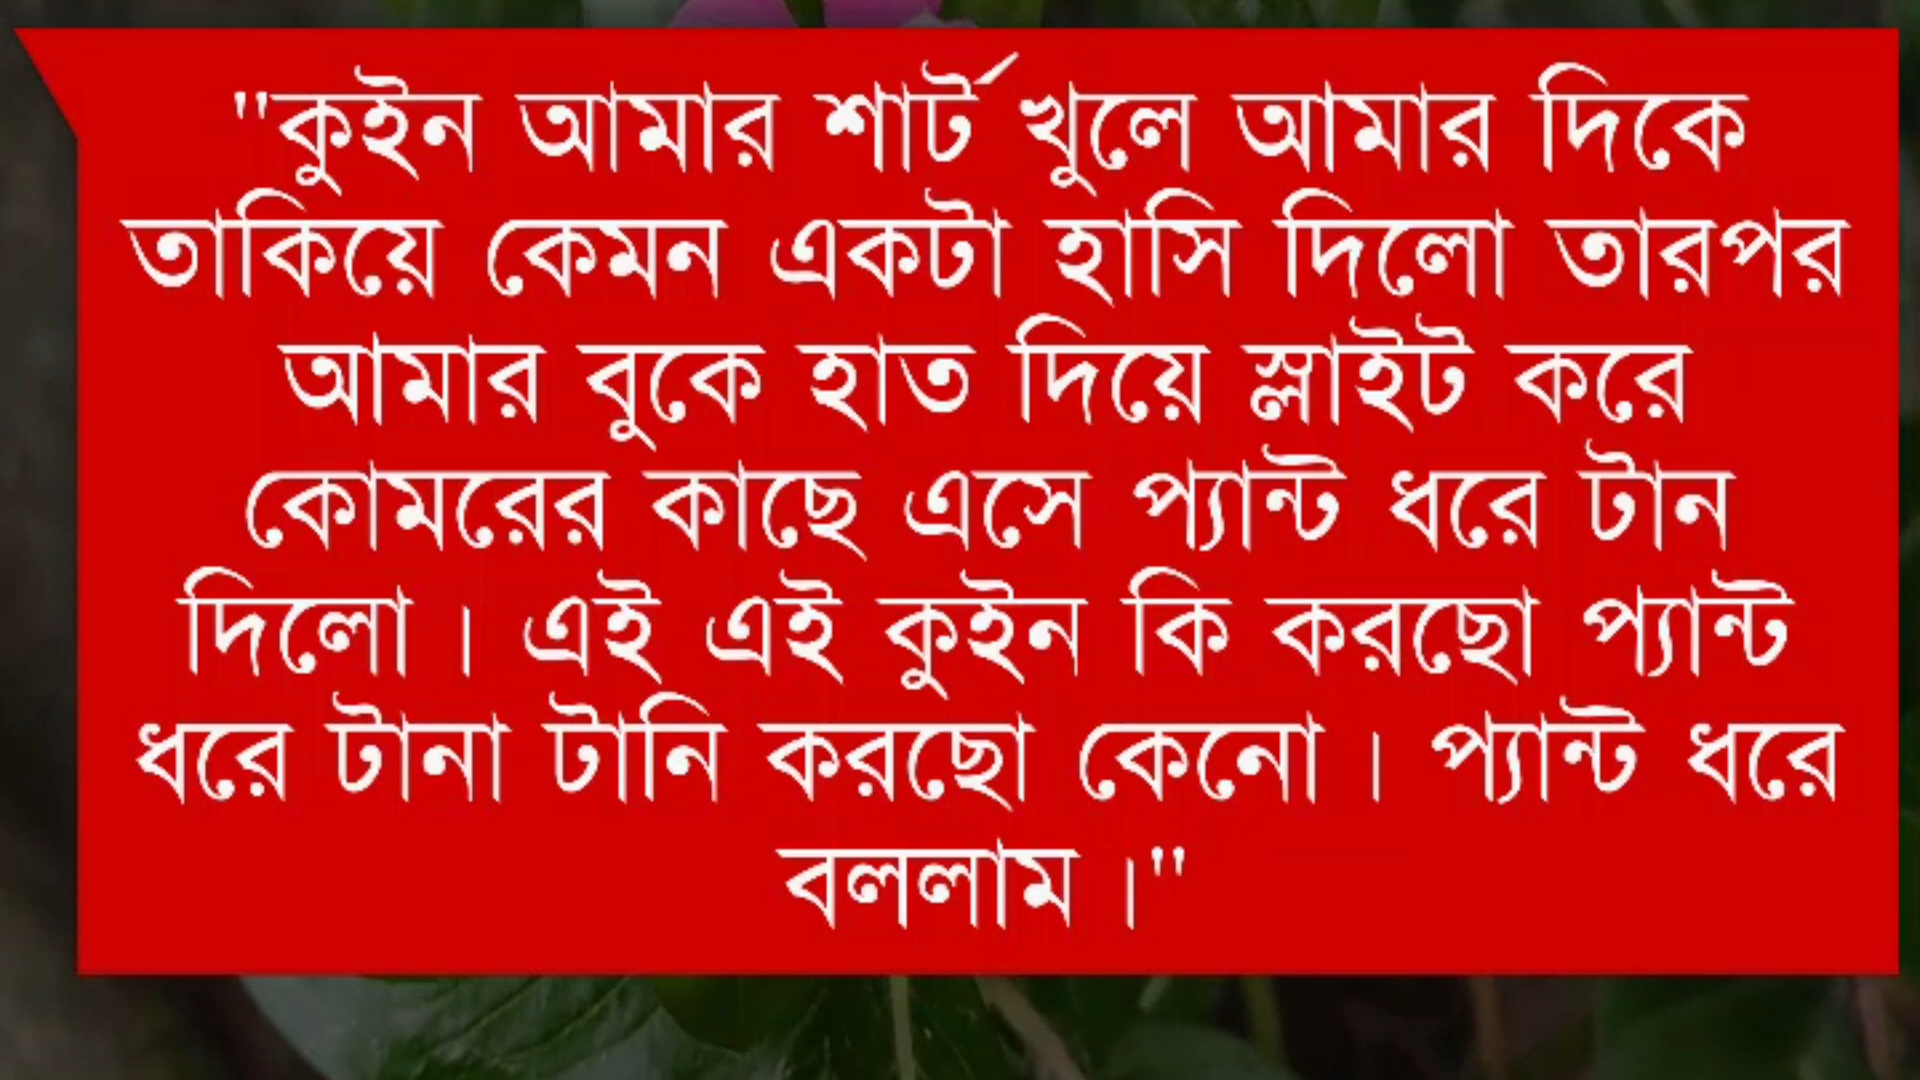 "কুইন আমার শার্ট খুলে আমার দিকে
তাকিয়ে কেমন একটা হাসি দিলো তারপর
আমার বুকে হাত দিয়ে স্লাইট করে
কোমরের কাছে এসে প্যান্ট ধরে টান
দিলো । এই এই কুইন কি করছো প্যান্ট
ধরে টানা টানি করছো কেনো । প্যান্ট ধরে
বললাম ।"